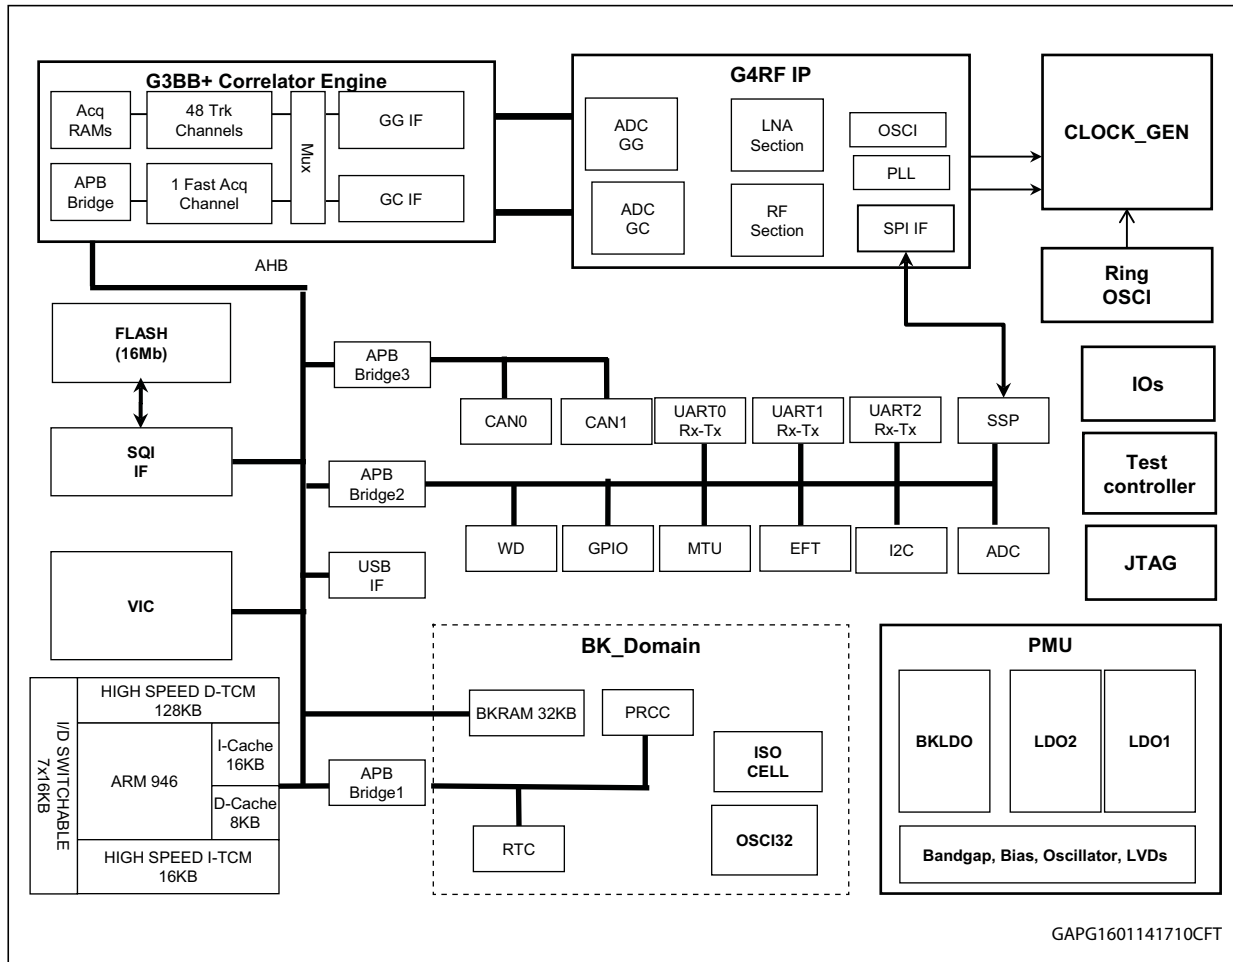 G3BB+ Correlator Engine
Acq
RAMs
48 Trk
Channels
Mux
GG IF
APB
Bridge
1 Fast Acq
Channel
GC IF
G4RF IP
ADC
GG
LNA
Section
OSCI
PLL
ADC
GC
RF
Section
SPI IF
CLOCK_GEN
Ring
OSCI
AHB
FLASH
(16Mb)
SQI
IF
VIC
APB
Bridge3
CAN0
CAN1
UART0
Rx-Tx
UART1
Rx-Tx
UART2
Rx-Tx
SSP
APB
Bridge2
WD
GPIO
MTU
EFT
I2C
ADC
USB
IF
IOs
Test
controller
JTAG
I/D SWITCHABLE
7x16KB
HIGH SPEED D-TCM
128KB
ARM 946
I-Cache
16KB
D-Cache
8KB
HIGH SPEED I-TCM
16KB
APB
Bridge1
BK_Domain
BKRAM 32KB
PRCC
ISO
CELL
RTC
OSCI32
PMU
BKLDO
LDO2
LDO1
Bandgap, Bias, Oscillator, LVDs
GAPG1601141710CFT